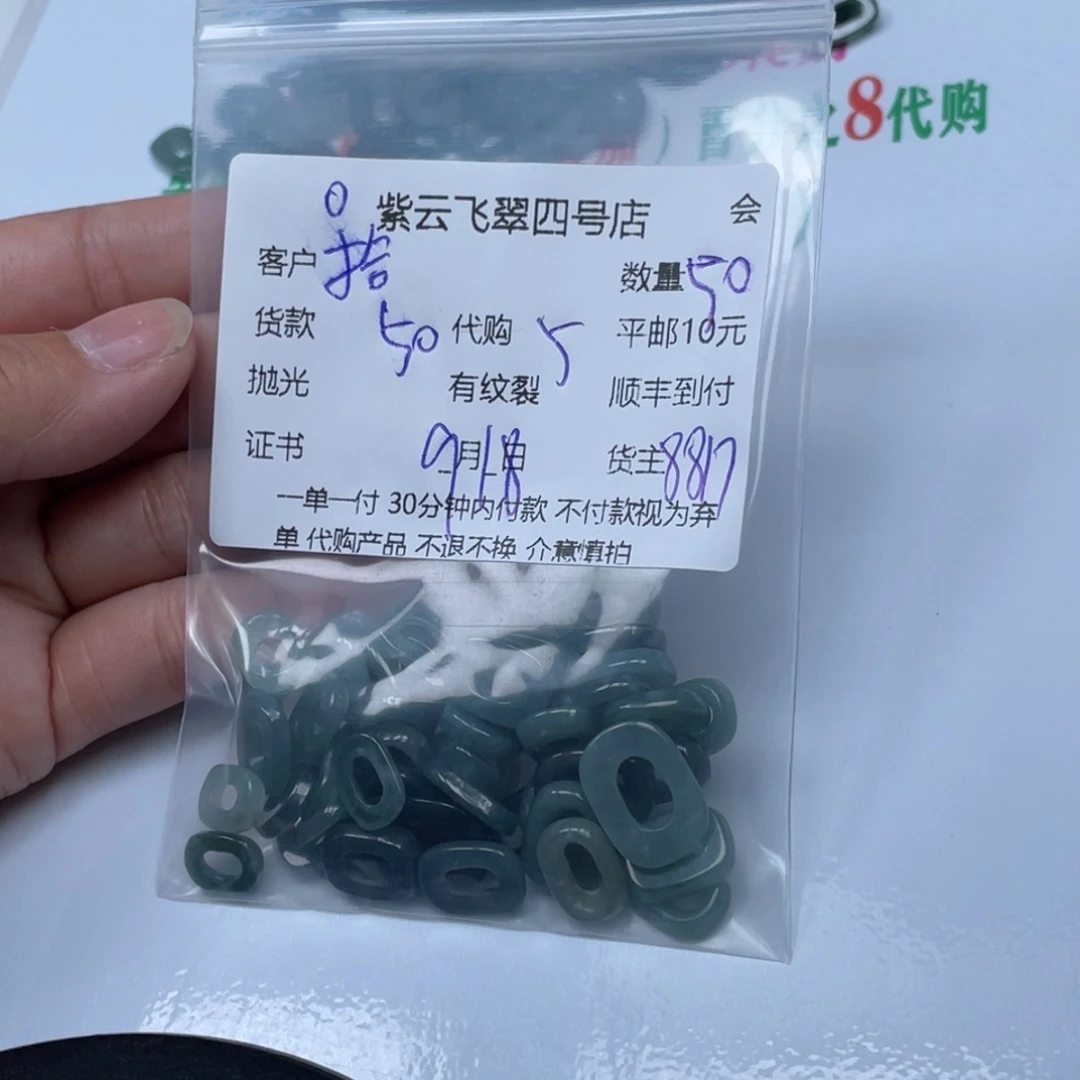 8代购
紫云飞翠四号店 会
客户 拾 数量 50
货款 50 代购 5 平邮10元
抛光 有纹裂 顺丰到付
证书 9月18日 货主 8817
一单一付 30分钟内付款 不付款视为弃
单 代购产品 不退不换 介意慎拍